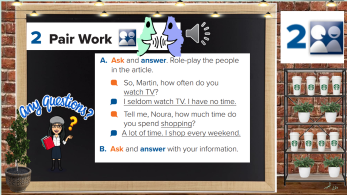 2 Pair Work
A. Ask and answer. Role-play the people
in the article.
So, Martin, how often do you
watch TV?
I seldom watch TV. I have no time.
Tell me, Noura, how much time do
you spend shopping?
A lot of time. I shop every weekend.
B. Ask and answer with your information.
any questions?
2